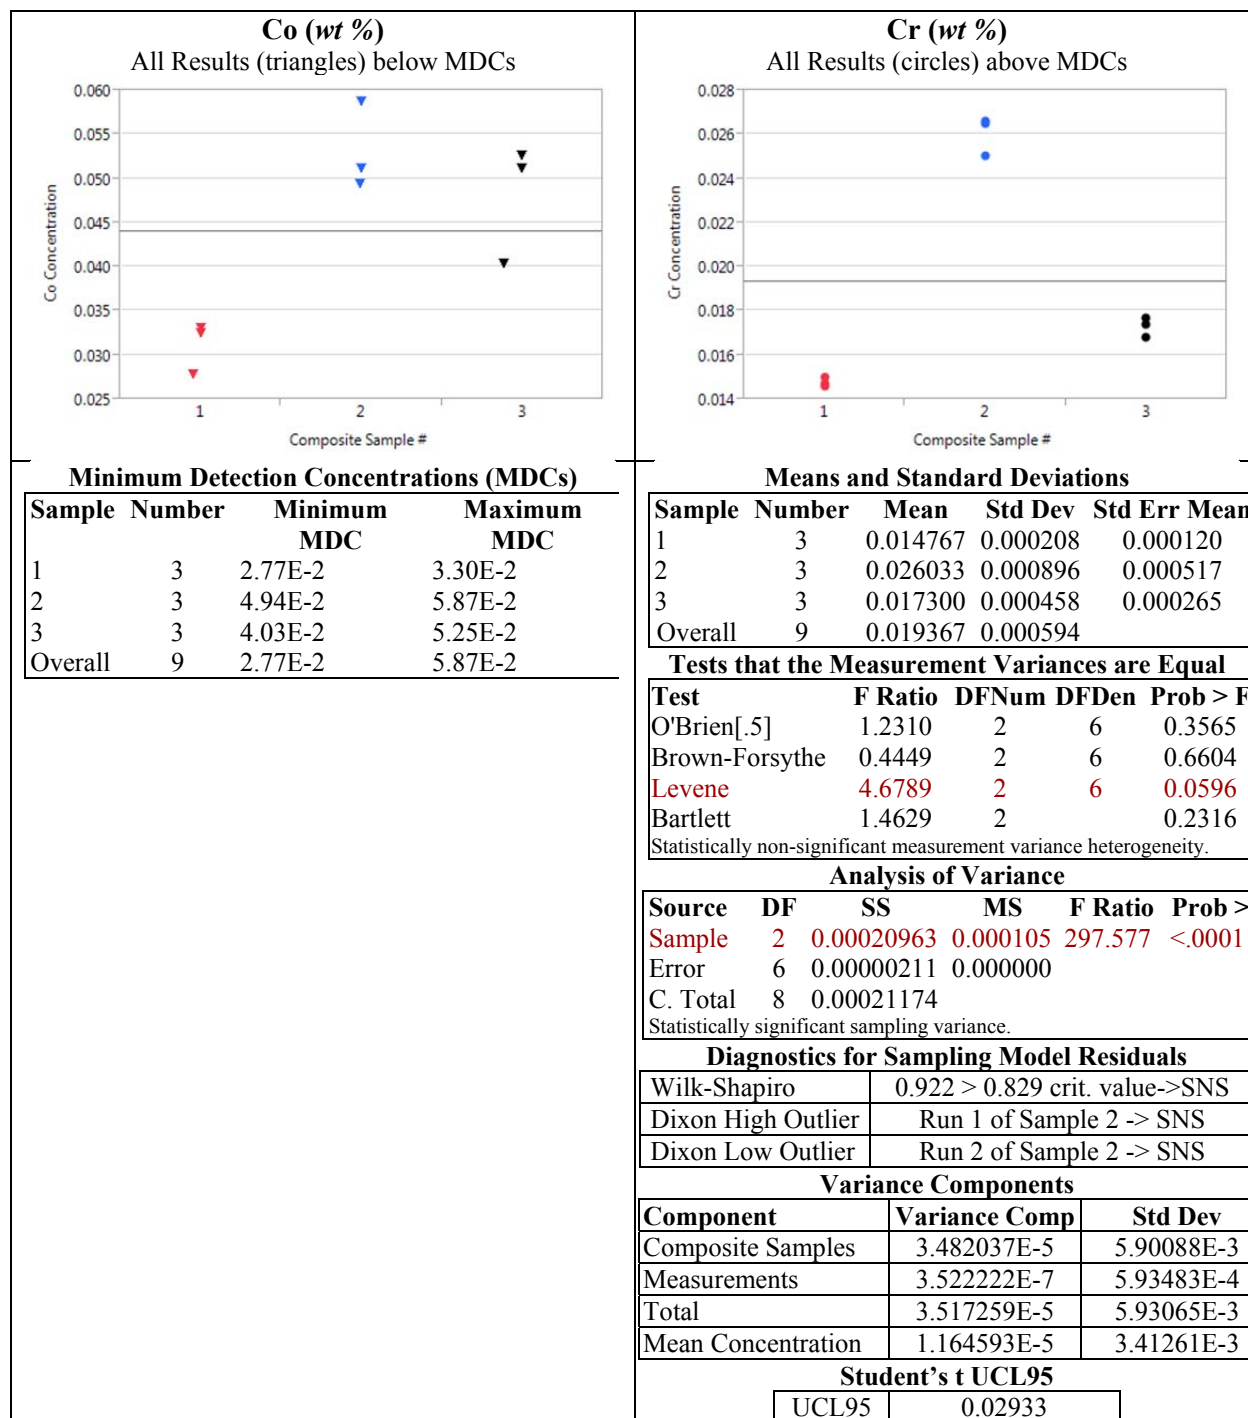 Co (wt %)
All Results (triangles) below MDCs
0.060
0.055
0.050
0.045
0.040
0.035
0.030
0.025
Co Concentration
1 2 3
Composite Sample #
Cr (wt %)
All Results (circles) above MDCs
0.028
0.026
0.024
0.022
0.020
0.018
0.016
0.014
Cr Concentration
1 2 3
Composite Sample #
Minimum Detection Concentrations (MDCs)
Sample Number Minimum MDC Maximum MDC
1 3 2.77E-2 3.30E-2
2 3 4.94E-2 5.87E-2
3 3 4.03E-2 5.25E-2
Overall 9 2.77E-2 5.87E-2
Means and Standard Deviations
Sample Number Mean Std Dev Std Err Mean
1 3 0.014767 0.000208 0.000120
2 3 0.026033 0.000896 0.000517
3 3 0.017300 0.000458 0.000265
Overall 9 0.019367 0.000594
Tests that the Measurement Variances are Equal
Test F Ratio DFNum DFDen Prob > F
O'Brien[.5] 1.2310 2 6 0.3565
Brown-Forsythe 0.4449 2 6 0.6604
Levene 4.6789 2 6 0.0596
Bartlett 1.4629 2 0.2316
Statistically non-significant measurement variance heterogeneity.
Analysis of Variance
Source DF SS MS F Ratio Prob >
Sample 2 0.00020963 0.000105 297.577 <.0001
Error 6 0.00000211 0.000000
C. Total 8 0.00021174
Statistically significant sampling variance.
Diagnostics for Sampling Model Residuals
Wilk-Shapiro 0.922 > 0.829 crit. value->SNS
Dixon High Outlier Run 1 of Sample 2 -> SNS
Dixon Low Outlier Run 2 of Sample 2 -> SNS
Variance Components
Component Variance Comp Std Dev
Composite Samples 3.482037E-5 5.90088E-3
Measurements 3.522222E-7 5.93483E-4
Total 3.517259E-5 5.93065E-3
Mean Concentration 1.164593E-5 3.41261E-3
Student’s t UCL95
UCL95 0.02933